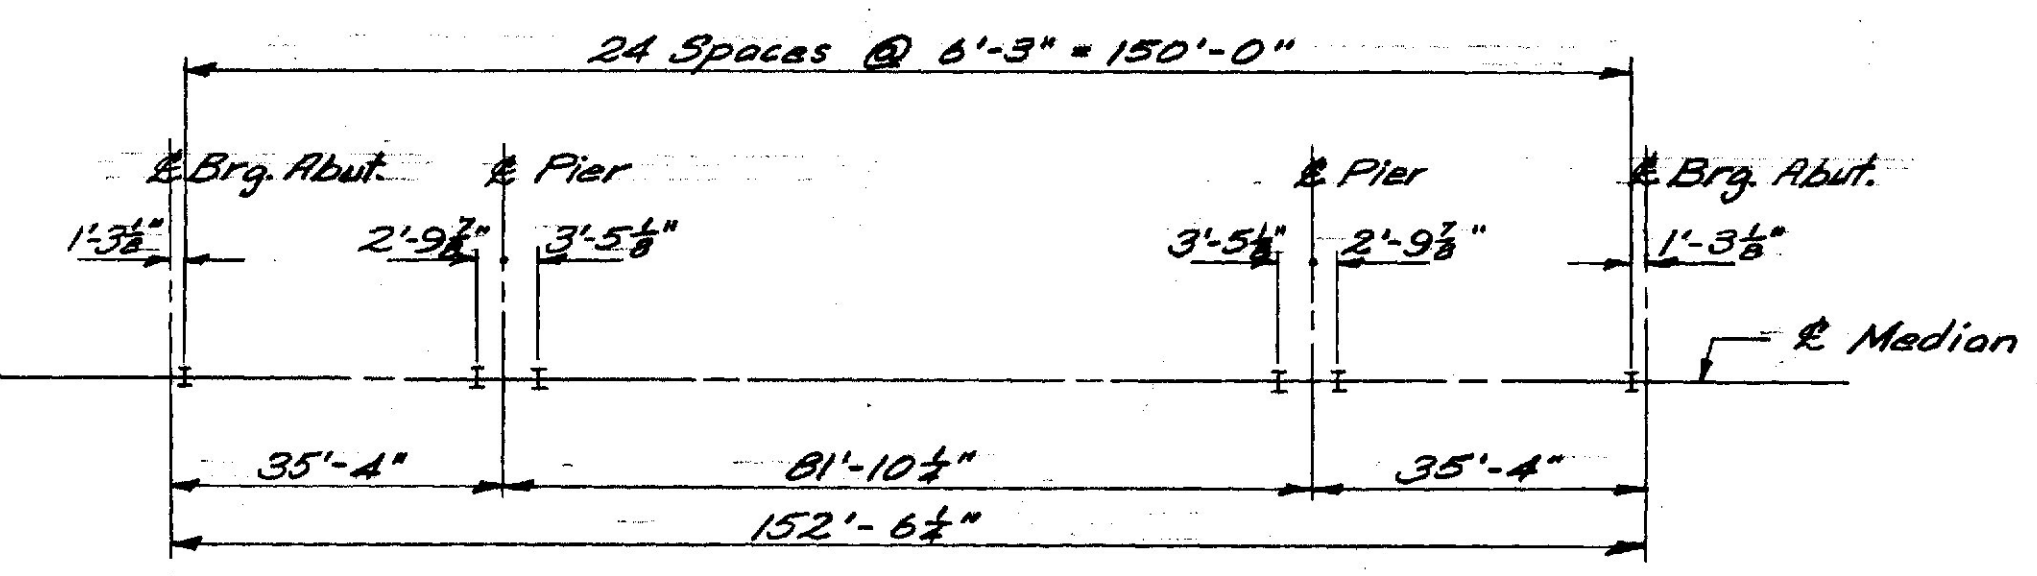 24 Spaces @ 6'-3" = 150'-0"
℄ Brg. Abut. ℄ Pier ℄ Pier ℄ Brg. Abut.
1'-3⅛" 2'-9⅞" 3'-5⅛" 3'-5⅛" 2'-9⅞" 1'-3⅛"
℄ Median
35'-4" 81'-10¼" 35'-4"
152'-6¼"